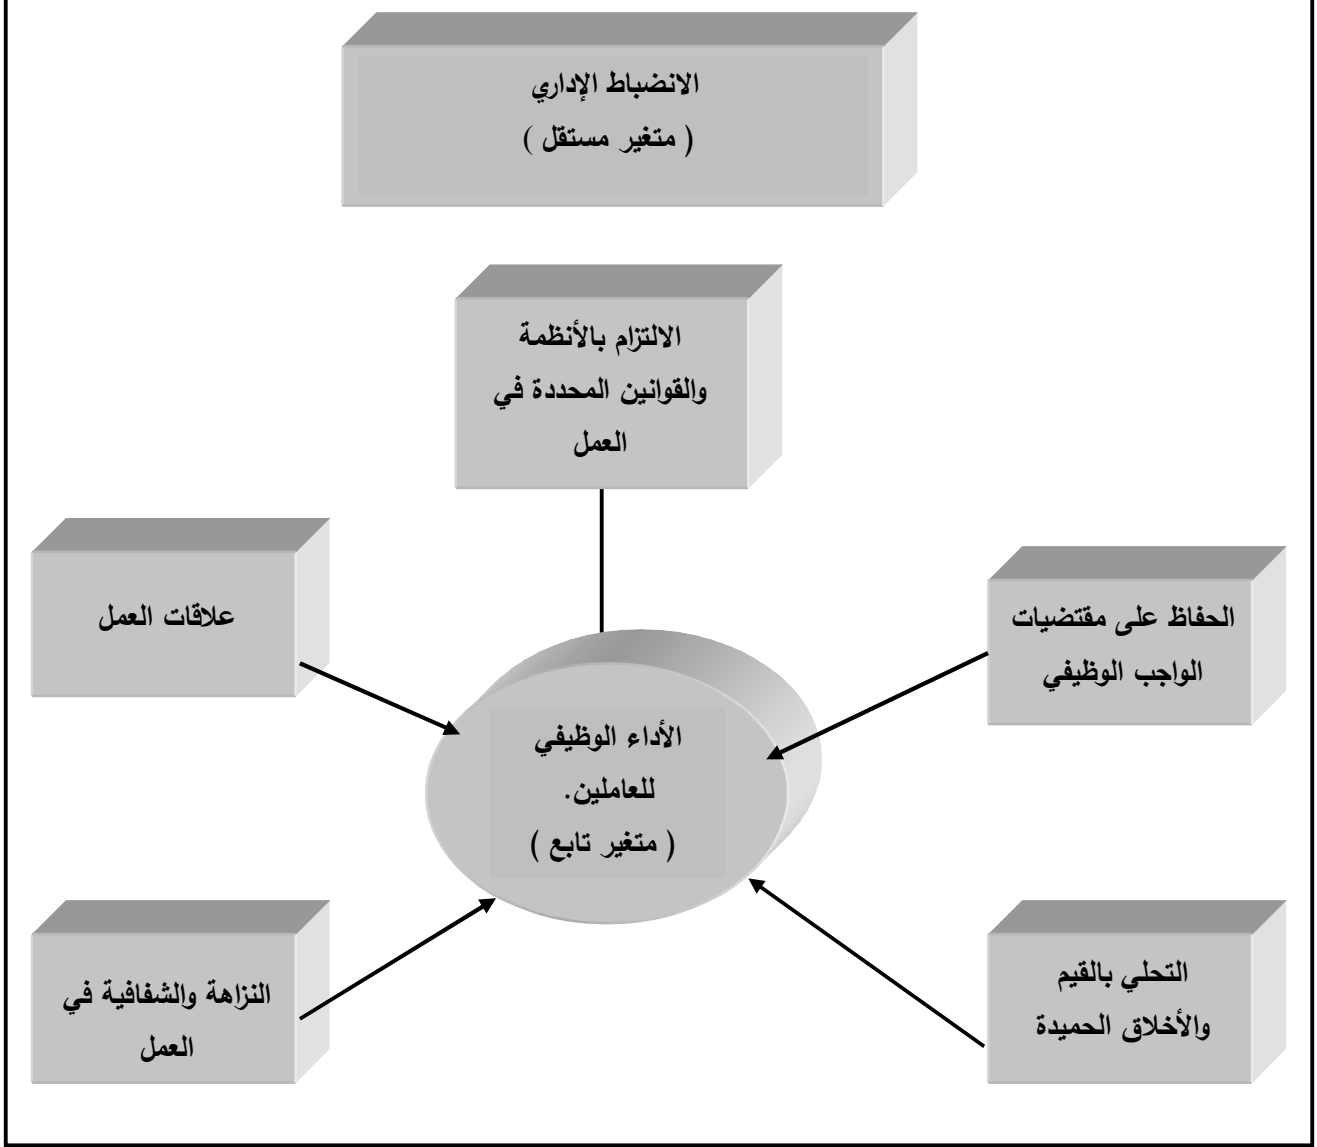 الانضباط الإداري
( متغير مستقل )
الالتزام بالأنظمة
والقوانين المحددة في
العمل
علاقات العمل
الحفاظ على مقتضيات
الواجب الوظيفي
الأداء الوظيفي
للعاملين.
( متغير تابع )
النزاهة والشفافية في
العمل
التحلي بالقيم
والأخلاق الحميدة